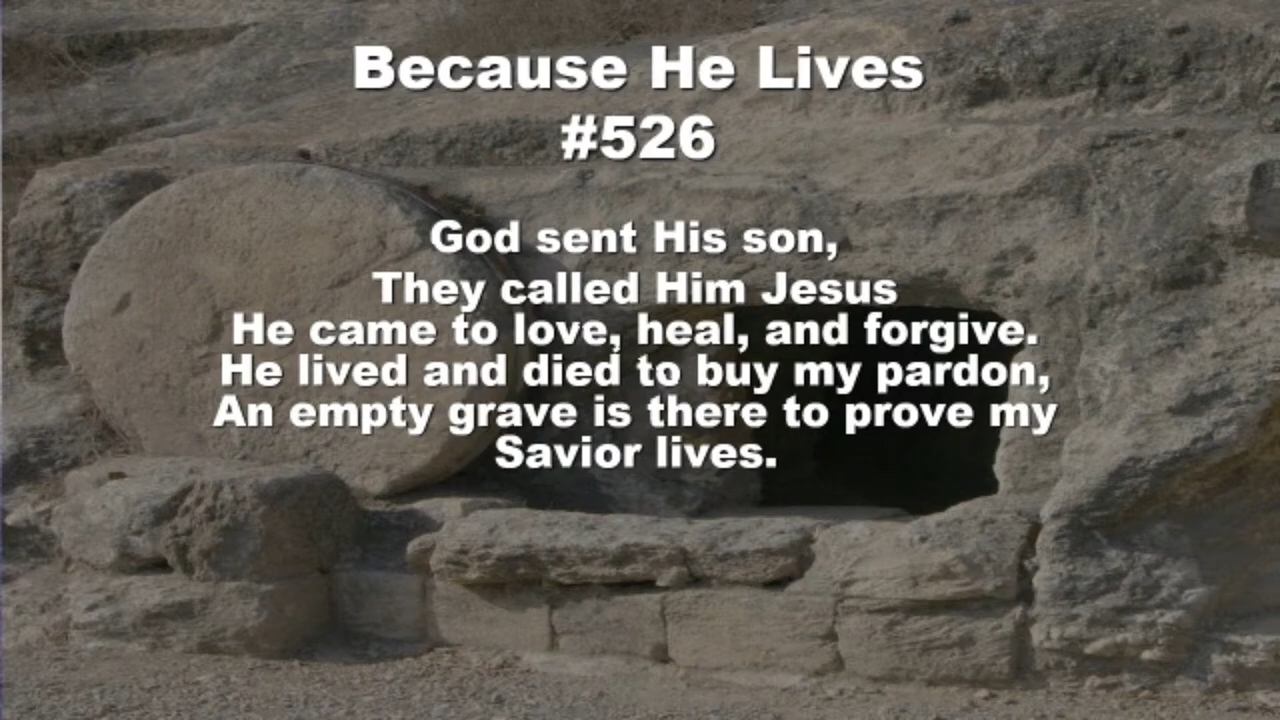 Because He Lives
#526
God sent His son,
They called Him Jesus
He came to love, heal, and forgive.
He lived and died to buy my pardon,
An empty grave is there to prove my
Savior lives.